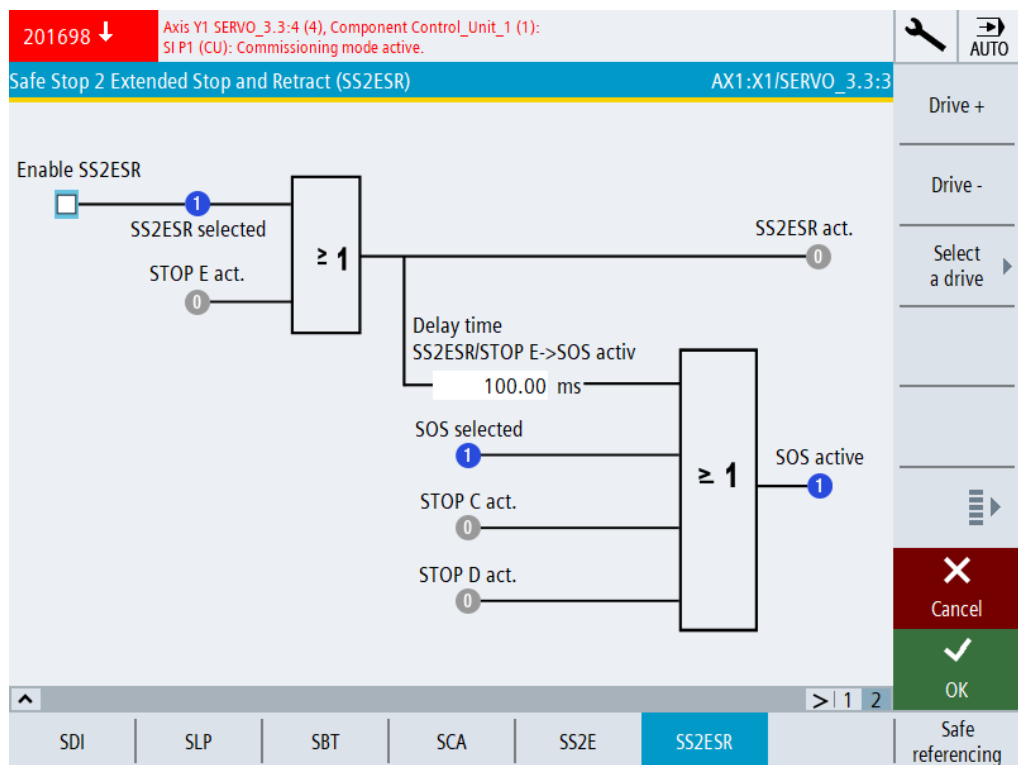 201698
Axis Y1 SERVO_3.3:4 (4), Component Control_Unit_1 (1):
SI P1 (CU): Commissioning mode active.
AUTO
Safe Stop 2 Extended Stop and Retract (SS2ESR)
AX1:X1/SERVO_3.3:3
Drive +
Drive -
Select
a drive
Enable SS2ESR
1
SS2ESR selected
STOP E act.
0
≥ 1
SS2ESR act.
0
Delay time
SS2ESR/STOP E->SOS activ
100.00 ms
SOS selected
1
STOP C act.
0
STOP D act.
0
≥ 1
SOS active
1
Cancel
OK
> 1 2
SDI
SLP
SBT
SCA
SS2E
SS2ESR
Safe
referencing